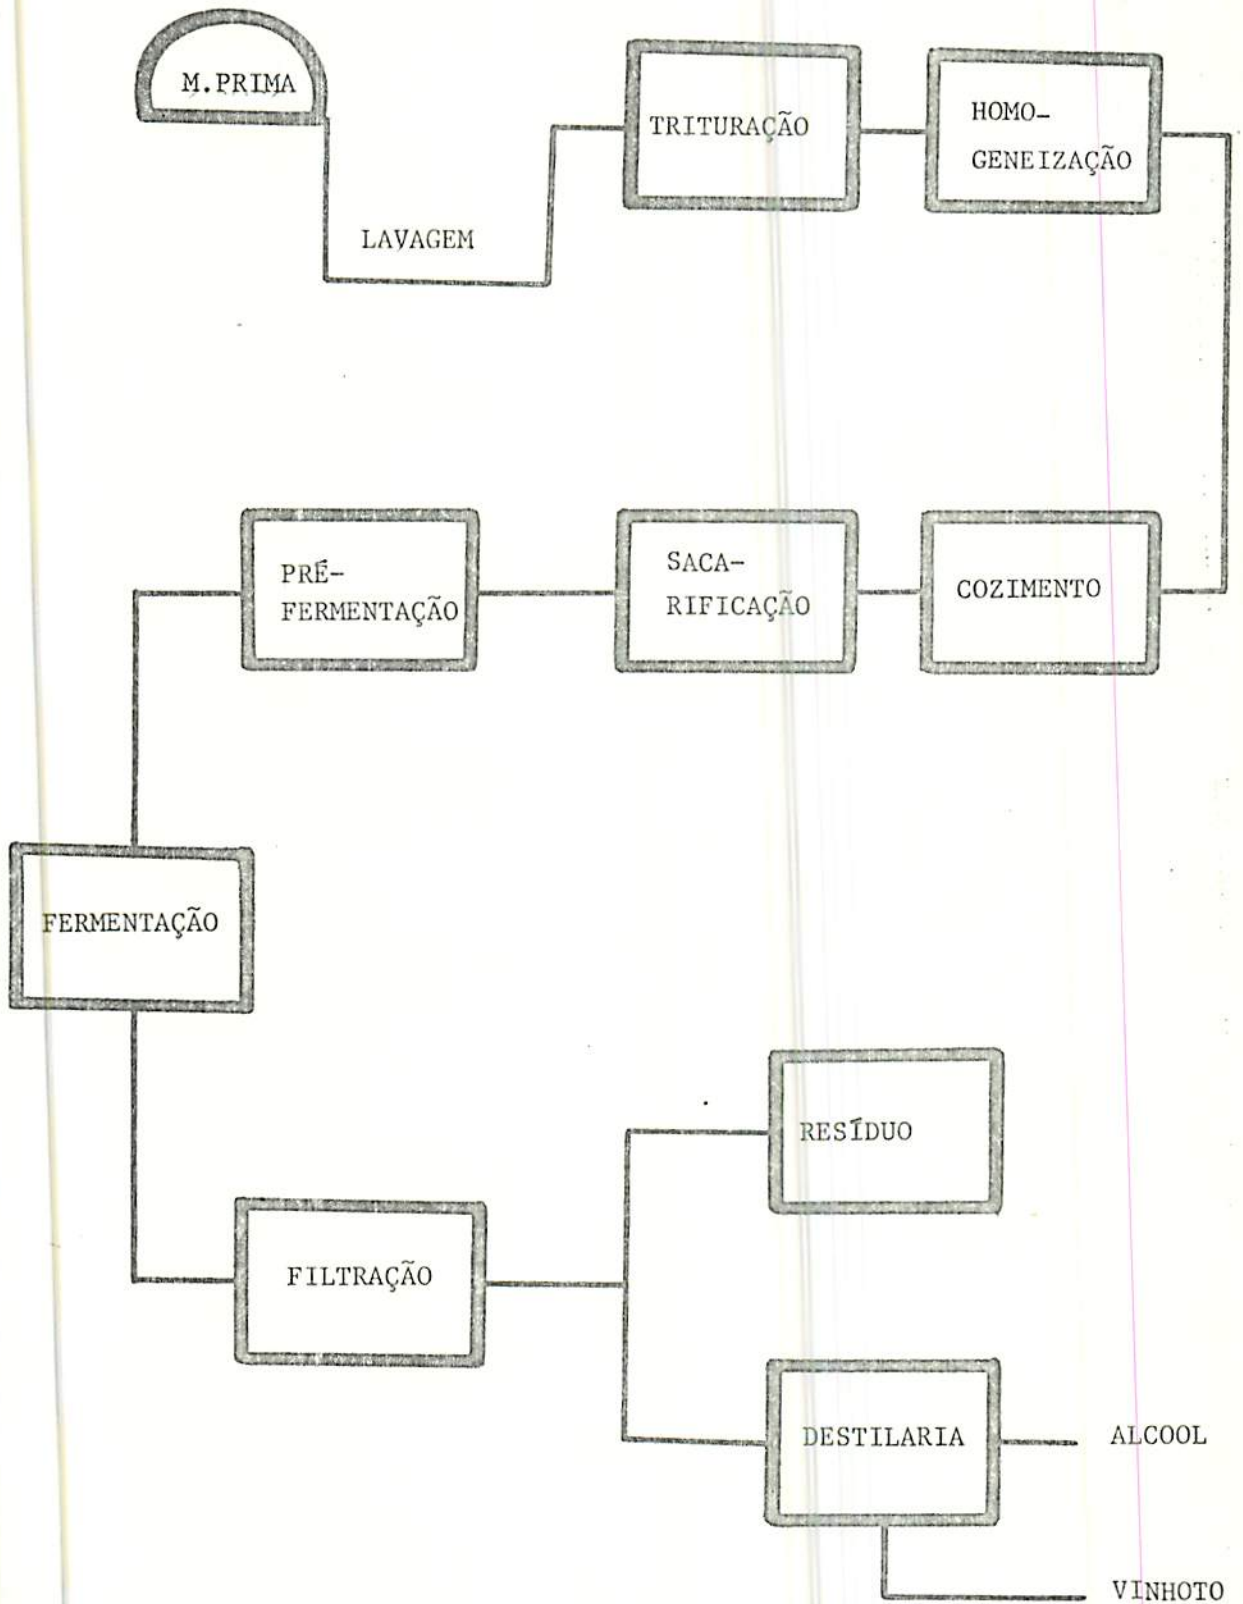 M.PRIMA
LAVAGEM
TRITURAÇÃO
HOMO-
GENEIZAÇÃO
COZIMENTO
SACA-
RIFICAÇÃO
PRÉ-
FERMENTAÇÃO
FERMENTAÇÃO
FILTRAÇÃO
RESÍDUO
DESTILARIA
ALCOOL
VINHOTO